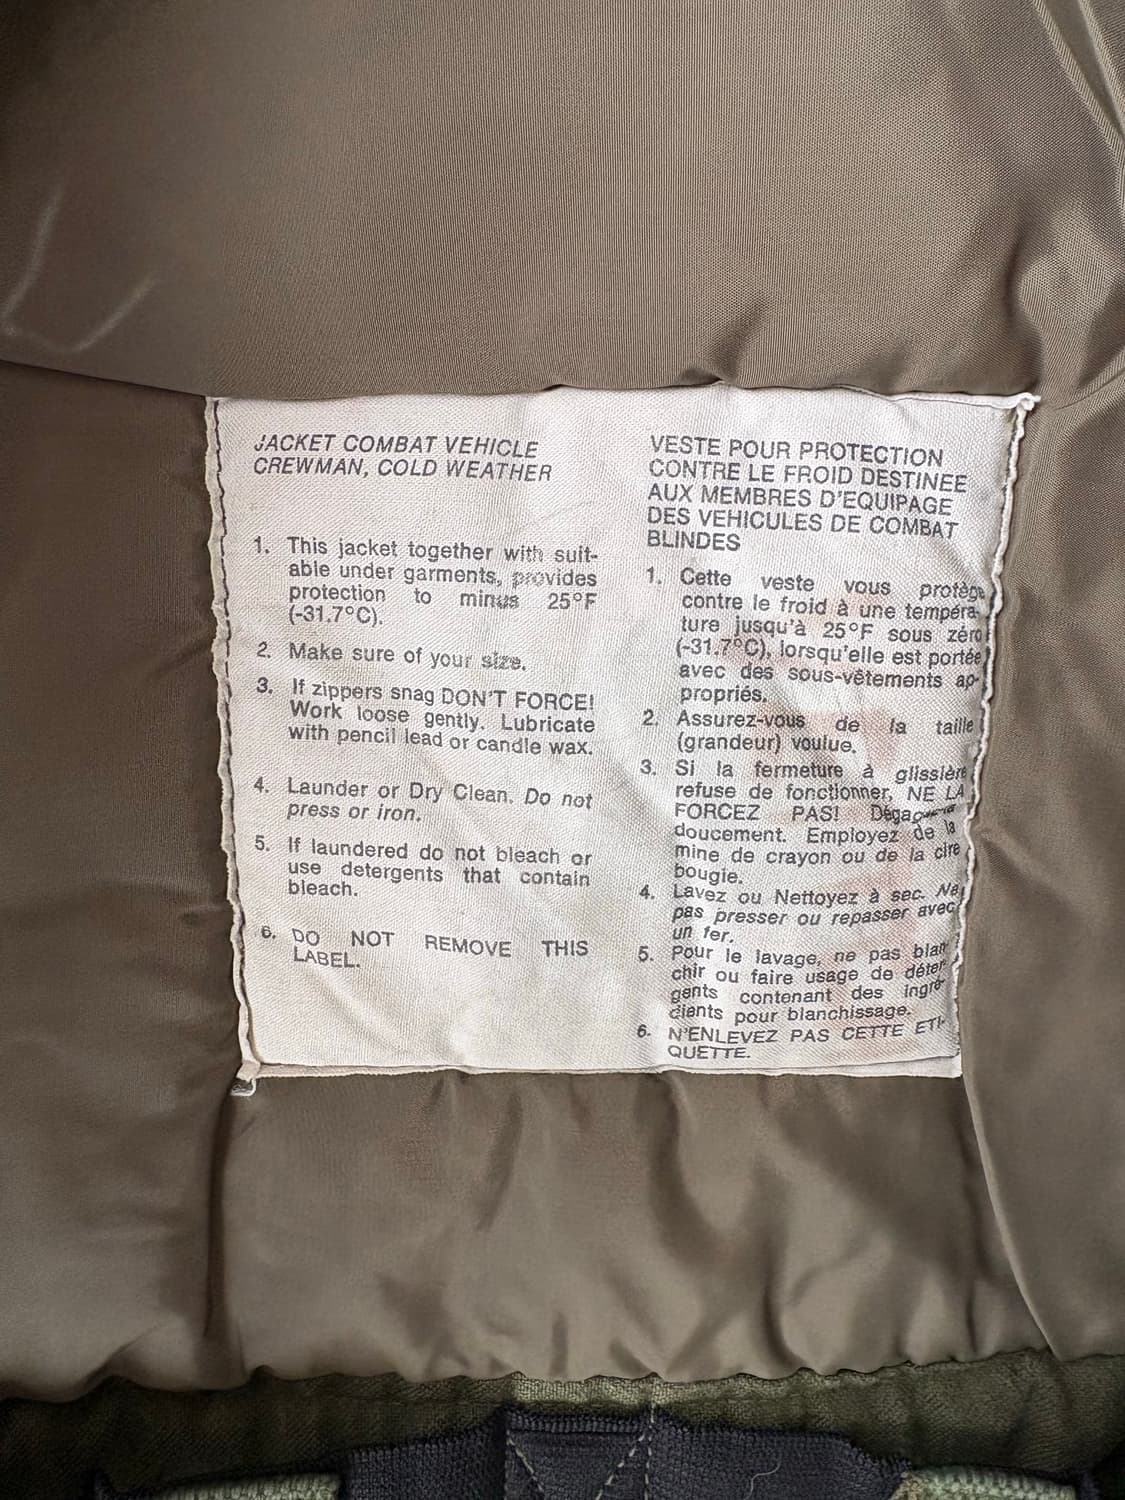 JACKET COMBAT VEHICLE
CREWMAN, COLD WEATHER
1. This jacket together with suit-
able under garments, provides
protection to minus 25°F
(-31.7°C).
2. Make sure of your size.
3. If zippers snag DON'T FORCE!
Work loose gently. Lubricate
with pencil lead or candle wax.
4. Launder or Dry Clean. Do not
press or iron.
5. If laundered do not bleach or
use detergents that contain
bleach.
6. DO NOT REMOVE THIS
LABEL.
VESTE POUR PROTECTION
CONTRE LE FROID DESTINEE
AUX MEMBRES D'EQUIPAGE
DES VEHICULES DE COMBAT
BLINDES
1. Cette veste vous protège
contre le froid à une tempéra-
ture jusqu'à 25°F sous zéro
(-31.7°C), lorsqu'elle est portée
avec des sous-vêtements ap-
propriés.
2. Assurez-vous de la taille
(grandeur) voulue.
3. Si la fermeture à glissière
refuse de fonctionner, NE LA
FORCEZ PAS!
doucement. Employez de la
mine de crayon ou de la cire
bougie.
4. Lavez ou Nettoyez à sec. Ne
pas presser ou repasser avec
un fer.
5. Pour le lavage, ne pas blan-
chir ou faire usage de déter-
gents contenant des ingré-
dients pour blanchissage.
6. N'ENLEVEZ PAS CETTE ETI-
QUETTE.